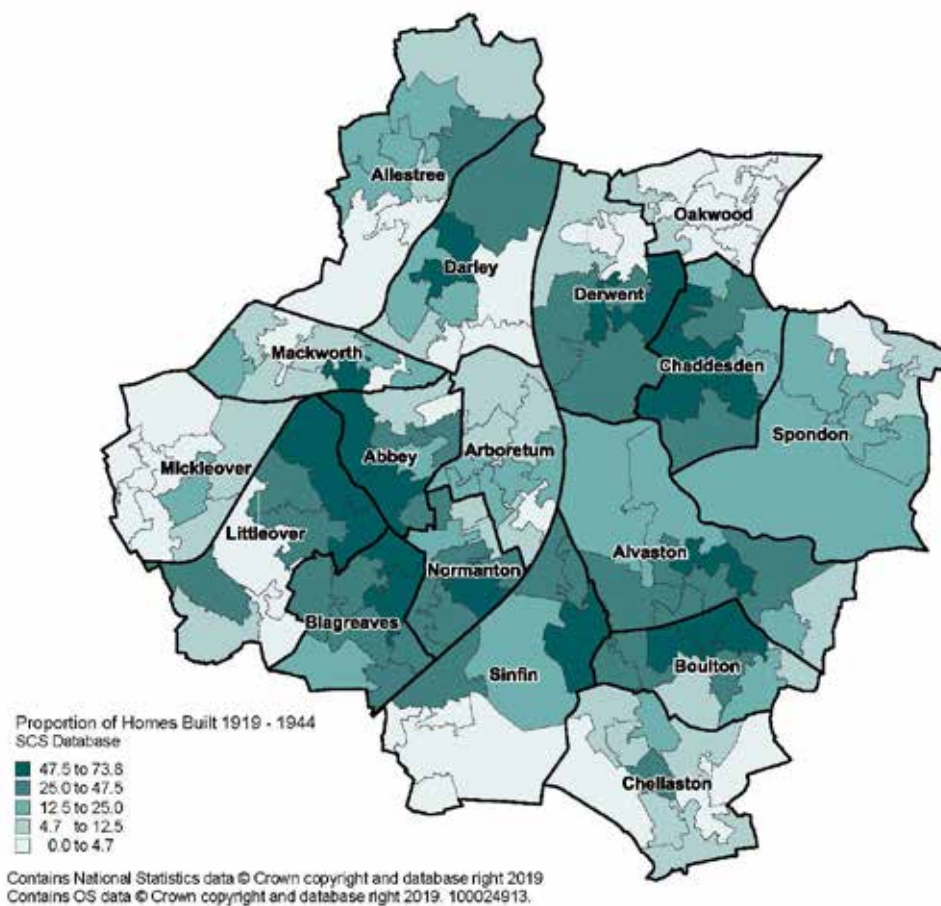 Allestree
Oakwood
Darley
Derwent
Mackworth
Chaddesden
Spondon
Abbey
Arboretum
Mickleover
Littleover
Alvaston
Normanton
Blagreaves
Boulton
Sinfin
Chellaston
Proportion of Homes Built 1919 - 1944
SCS Database
47.5 to 73.8
25.0 to 47.5
12.5 to 25.0
4.7 to 12.5
0.0 to 4.7
Contains National Statistics data © Crown copyright and database right 2019
Contains OS data © Crown copyright and database right 2019. 100024913.